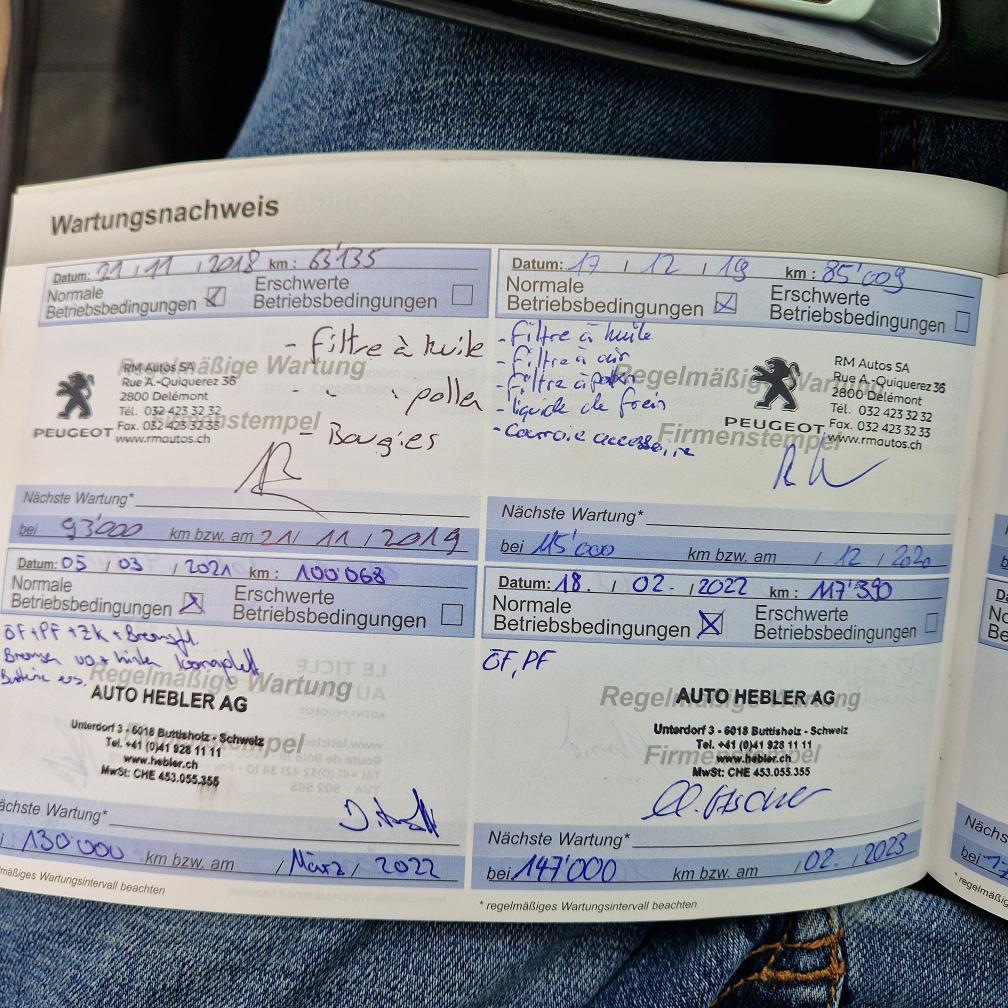 Wartungsnachweis
Datum: 21 / 11 / 2018 km : 63'135
Normale Betriebsbedingungen
Erschwerte Betriebsbedingungen
Regelmäßige Wartung
Firmenstempel
- Filtre à huile
- " " pollen
- Bougies
PEUGEOT
RM Autos SA
Rue A.-Quiquerez 36
2800 Delémont
Tél. 032 423 32 32
Fax. 032 423 32 33
www.rmautos.ch
Nächste Wartung*
bei 93'000 km bzw. am 21 / 11 / 2019
Datum: 17 / 12 / 19 km : 85'009
Normale Betriebsbedingungen
Erschwerte Betriebsbedingungen
- Filtre à huile
- Filtre à air
- Filtre à pollen
- liquide de frein
- Courroie accessoire
Regelmäßige Wartung
Firmenstempel
PEUGEOT
RM Autos SA
Rue A.-Quiquerez 36
2800 Delémont
Tél. 032 423 32 32
Fax. 032 423 32 33
www.rmautos.ch
Nächste Wartung*
bei 115'000 km bzw. am / 12 / 2020
Datum: 05 / 03 / 2021 km : 100'068
Normale Betriebsbedingungen
Erschwerte Betriebsbedingungen
ÖF+PF+ZK+Bremsfl.
Bremsen vo + hinten komplett
Batterie ers.
Regelmäßige Wartung
AUTO HEBLER AG
Unterdorf 3 - 6018 Buttisholz - Schweiz
Tel. +41 (0)41 928 11 11
www.hebler.ch
MwSt: CHE 453.055.355
Nächste Wartung*
bei 130'000 km bzw. am / März / 2022
regelmäßiges Wartungsintervall beachten
Datum: 18. / 02. / 2022 km : 117'390
Normale Betriebsbedingungen
Erschwerte Betriebsbedingungen
ÖF, PF
Regelmäßige Wartung
Firmenstempel
AUTO HEBLER AG
Unterdorf 3 - 6018 Buttisholz - Schweiz
Tel. +41 (0)41 928 11 11
www.hebler.ch
MwSt: CHE 453.055.355
Nächste Wartung*
bei 147'000 km bzw. am / 02. / 2023
* regelmäßiges Wartungsintervall beachten